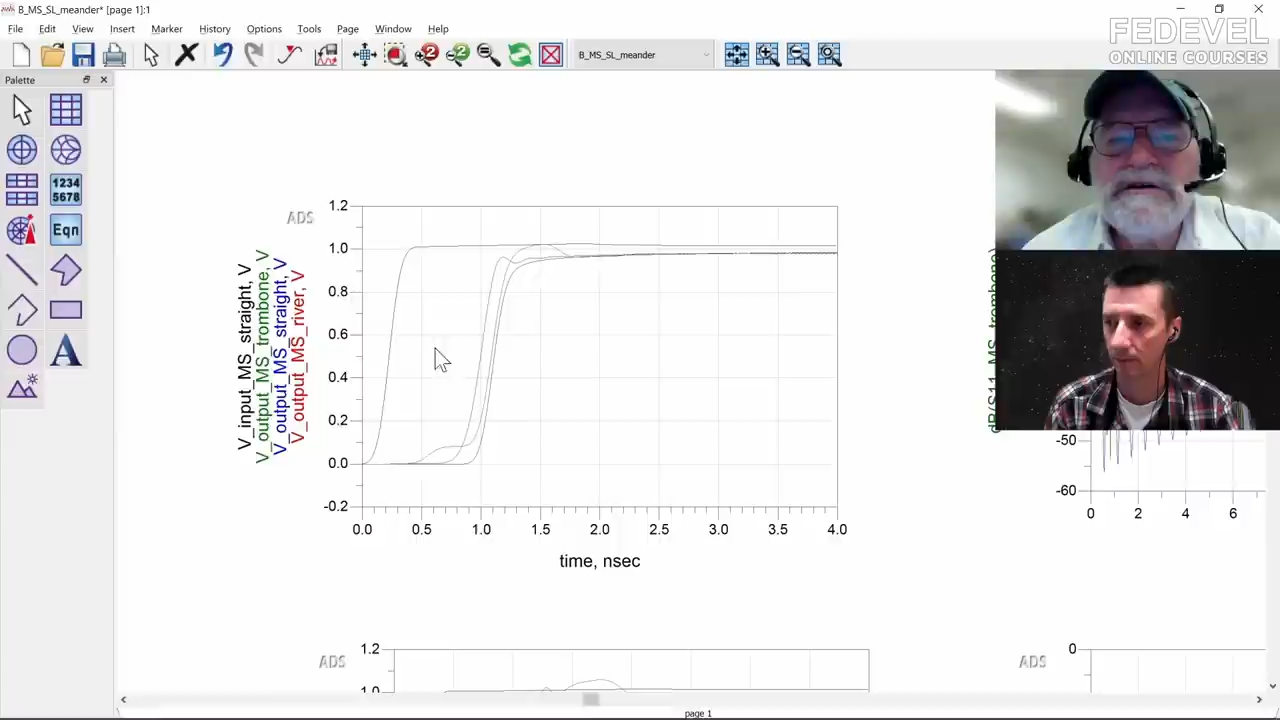 B_MS_SL_meander* [page 1]:1
File Edit View Insert Marker History Options Tools Page Window Help
FEDEVEL
ONLINE COURSES
B_MS_SL_meander
Palette
1234
5678
Eqn
A
ADS
V_input_MS_straight, V
V_output_MS_trombone, V
V_output_MS_straight, V
V_output_MS_river, V
1.2
1.0
0.8
0.6
0.4
0.2
0.0
-0.2
0.0 0.5 1.0 1.5 2.0 2.5 3.0 3.5 4.0
time, nsec
dB(S11_MS_trombone)
-50
-60
0 2 4 6
ADS
1.2
1.0
ADS
0
page 1